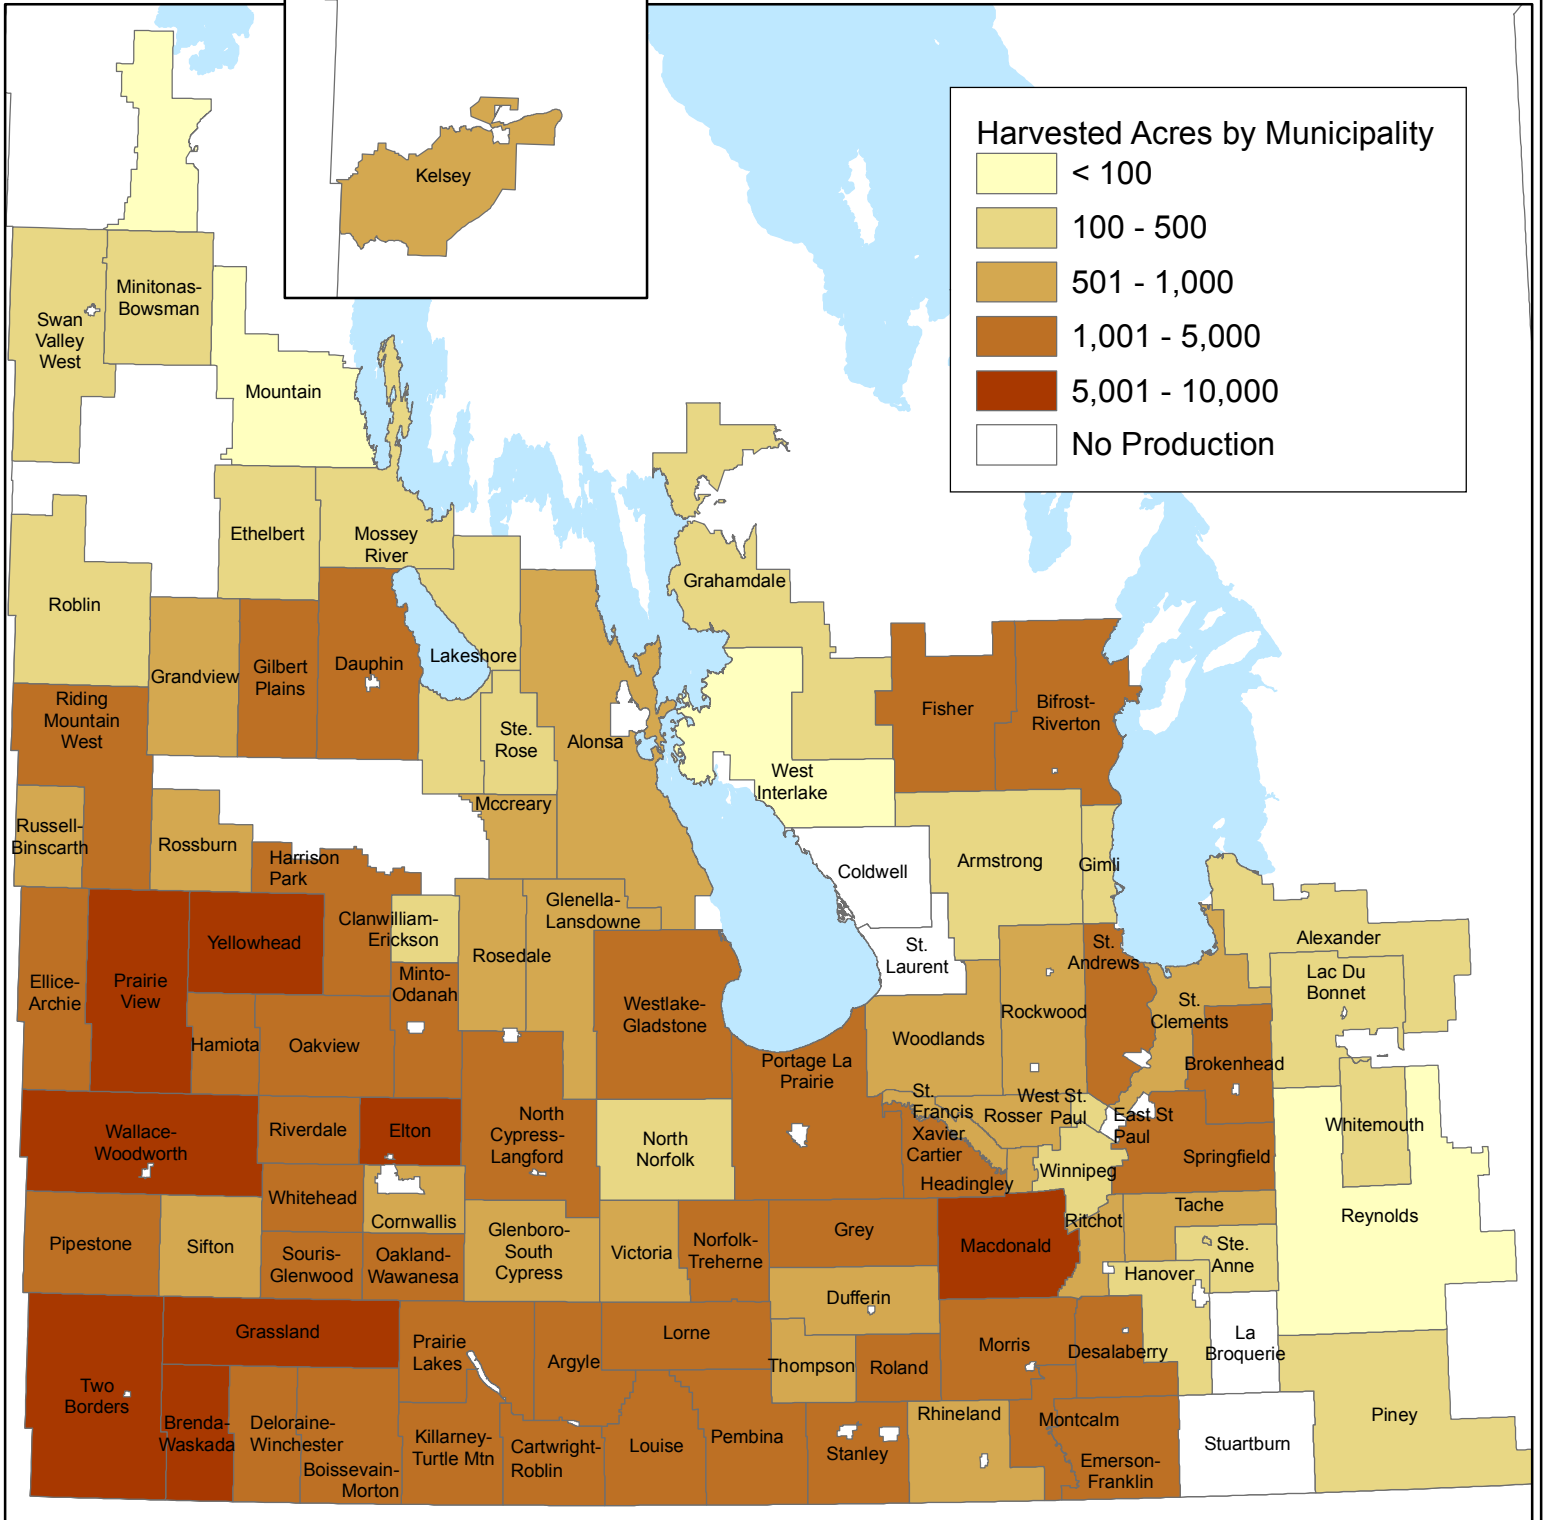 Kelsey
Harvested Acres by Municipality
< 100
100 - 500
501 - 1,000
1,001 - 5,000
5,001 - 10,000
No Production
Minitonas-
Bowsman
Swan
Valley
West
Mountain
Ethelbert
Mossey
River
Grahamdale
Roblin
Lakeshore
Dauphin
Gilbert
Plains
Grandview
Riding
Mountain
West
Ste.
Rose
Alonsa
Fisher
Bifrost-
Riverton
West
Interlake
Mccreary
Russell-
Binscarth
Rossburn
Harrison
Park
Coldwell
Armstrong
Gimli
Glenella-
Lansdowne
Clanwilliam-
Erickson
Yellowhead
Rosedale
St.
Laurent
St.
Andrews
Alexander
Lac Du
Bonnet
Ellice-
Archie
Prairie
View
Minto-
Odanah
Westlake-
Gladstone
Rockwood
St.
Clements
Hamiota
Oakview
Woodlands
Portage La
Prairie
Brokenhead
St.
Francis
Xavier
Rosser
West St.
Paul
East St
Paul
Whitemouth
Wallace-
Woodworth
Riverdale
Elton
North
Cypress-
Langford
North
Norfolk
Cartier
Springfield
Winnipeg
Headingley
Whitehead
Cornwallis
Tache
Ritchot
Reynolds
Pipestone
Sifton
Souris-
Glenwood
Oakland-
Wawanesa
Glenboro-
South
Cypress
Victoria
Norfolk-
Treherne
Grey
Macdonald
Ste.
Anne
Hanover
Dufferin
Grassland
Prairie
Lakes
Argyle
Lorne
Thompson
Roland
Morris
Desalaberry
La
Broquerie
Two
Borders
Brenda-
Waskada
Deloraine-
Winchester
Boissevain-
Morton
Killarney-
Turtle Mtn
Cartwright-
Roblin
Louise
Pembina
Stanley
Rhineland
Montcalm
Emerson-
Franklin
Stuartburn
Piney